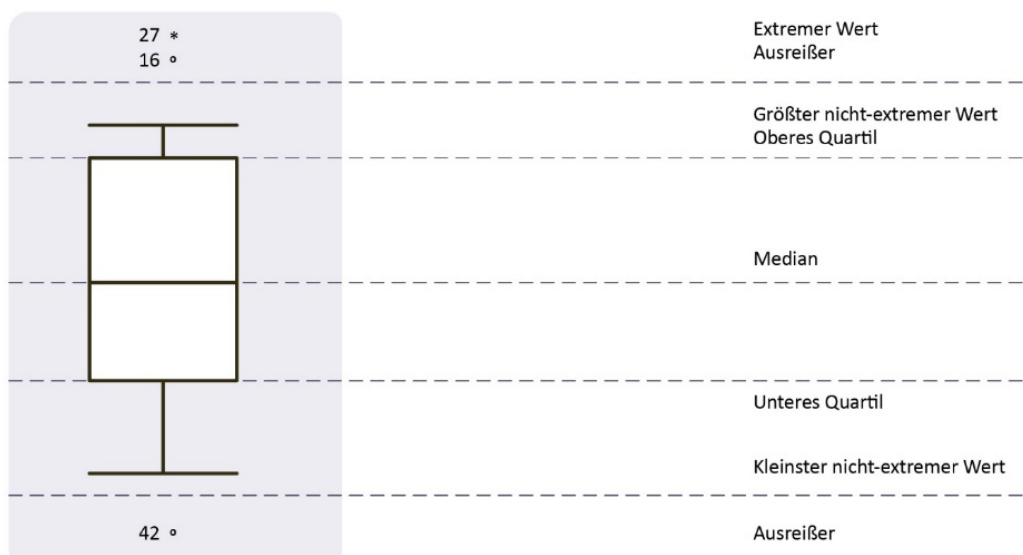 27 *
16 °
Extremer Wert
Ausreißer
Größter nicht-extremer Wert
Oberes Quartil
Median
Unteres Quartil
Kleinster nicht-extremer Wert
42 °
Ausreißer